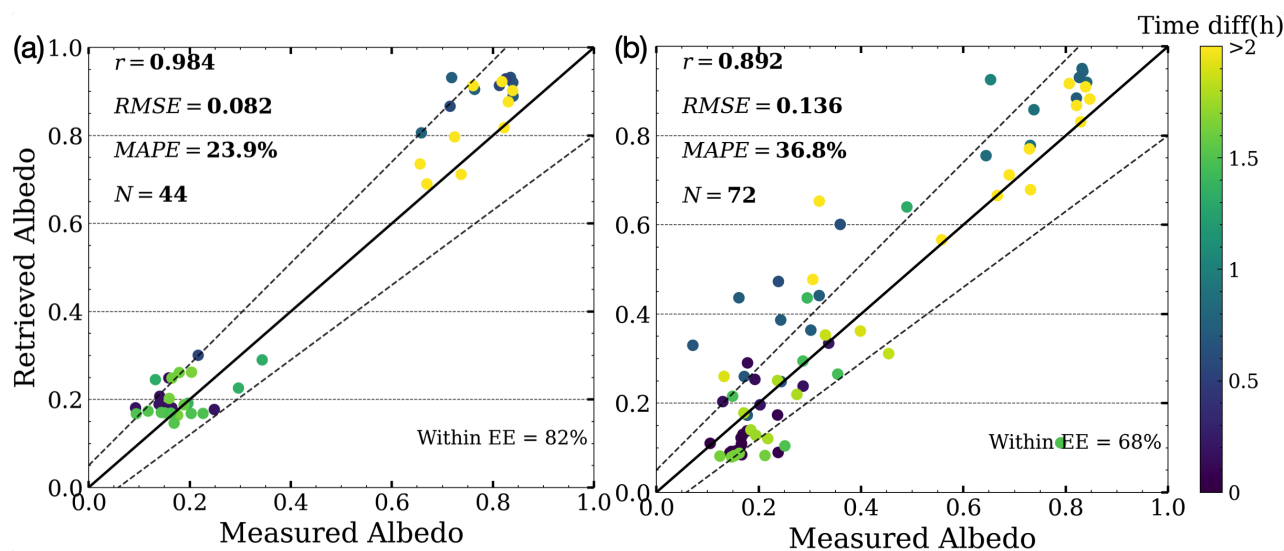 Time diff(h)
(a)
r = 0.984
RMSE = 0.082
MAPE = 23.9%
N = 44
Within EE = 82%
Retrieved Albedo
1.0
0.8
0.6
0.4
0.2
0.0
0.0 0.2 0.4 0.6 0.8 1.0
Measured Albedo
(b)
r = 0.892
RMSE = 0.136
MAPE = 36.8%
N = 72
Within EE = 68%
1.0
0.8
0.6
0.4
0.2
0.0
0.0 0.2 0.4 0.6 0.8 1.0
Measured Albedo
>2
1.5
1
0.5
0